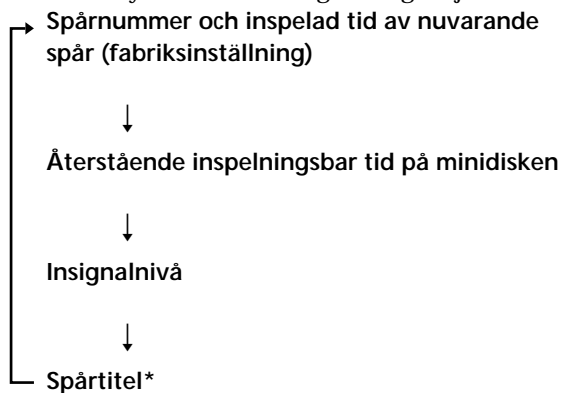 Spårnummer och inspelad tid av nuvarande
spår (fabriksinställning)
Återstående inspelningsbar tid på minidisken
Insignalnivå
Spårtitel*